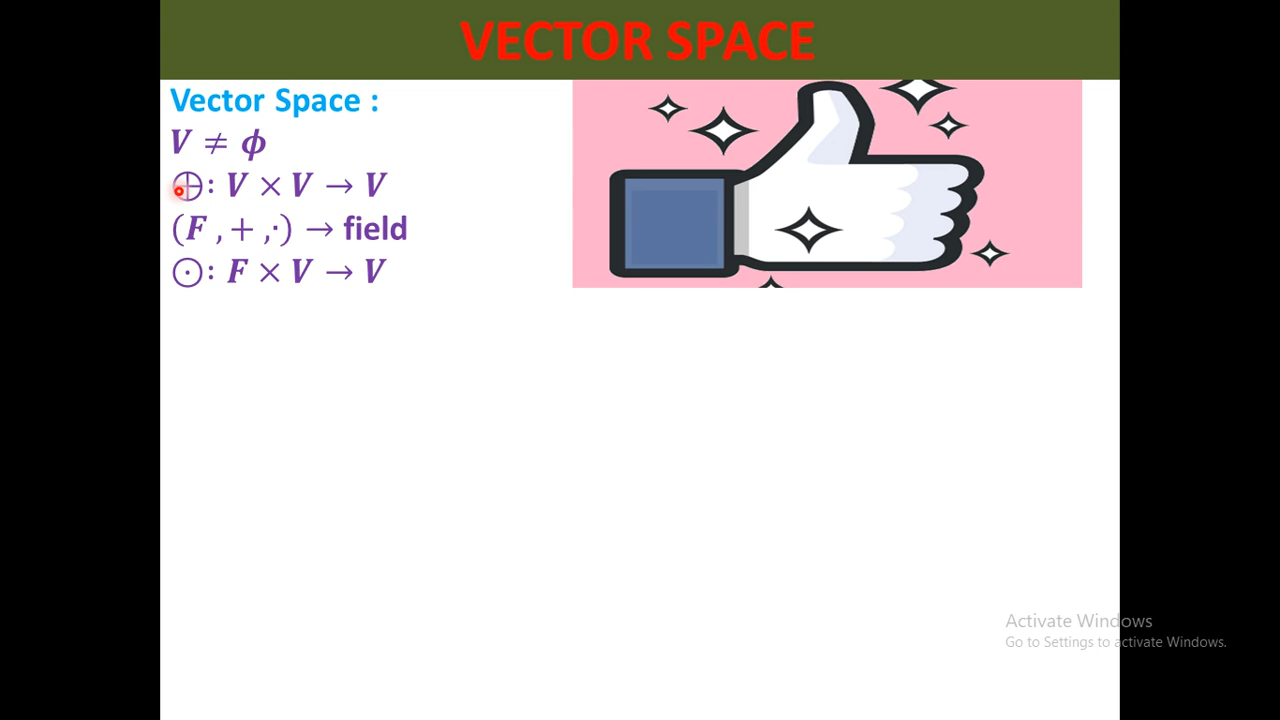 VECTOR SPACE
Vector Space :
V ≠ ϕ
⊕: V × V → V
(F , + ,·) → field
⊙: F × V → V
Activate Windows
Go to Settings to activate Windows.